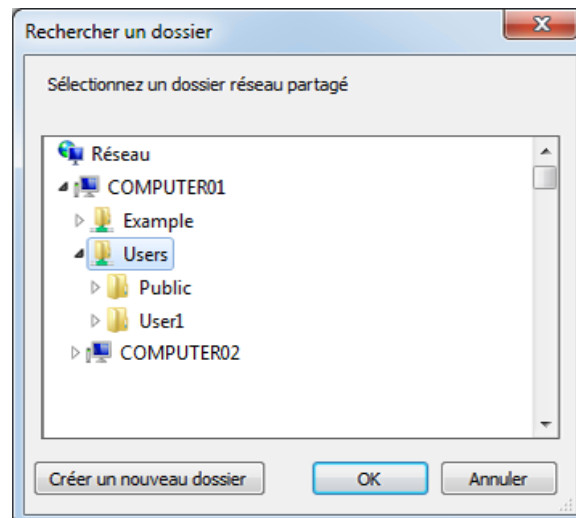 Rechercher un dossier
Sélectionnez un dossier réseau partagé
Réseau
COMPUTER01
Example
Users
Public
User1
COMPUTER02
Créer un nouveau dossier OK Annuler